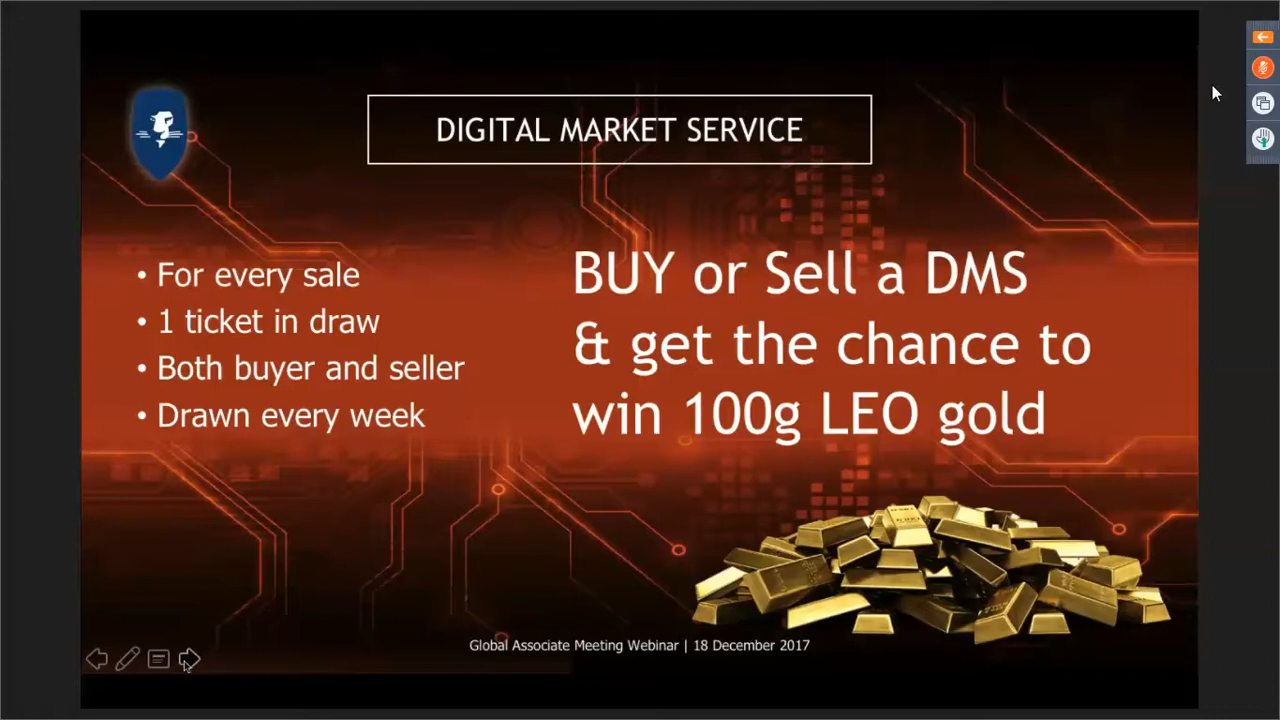 DIGITAL MARKET SERVICE
• For every sale
• 1 ticket in draw
• Both buyer and seller
• Drawn every week
BUY or Sell a DMS
& get the chance to
win 100g LEO gold
Global Associate Meeting Webinar | 18 December 2017